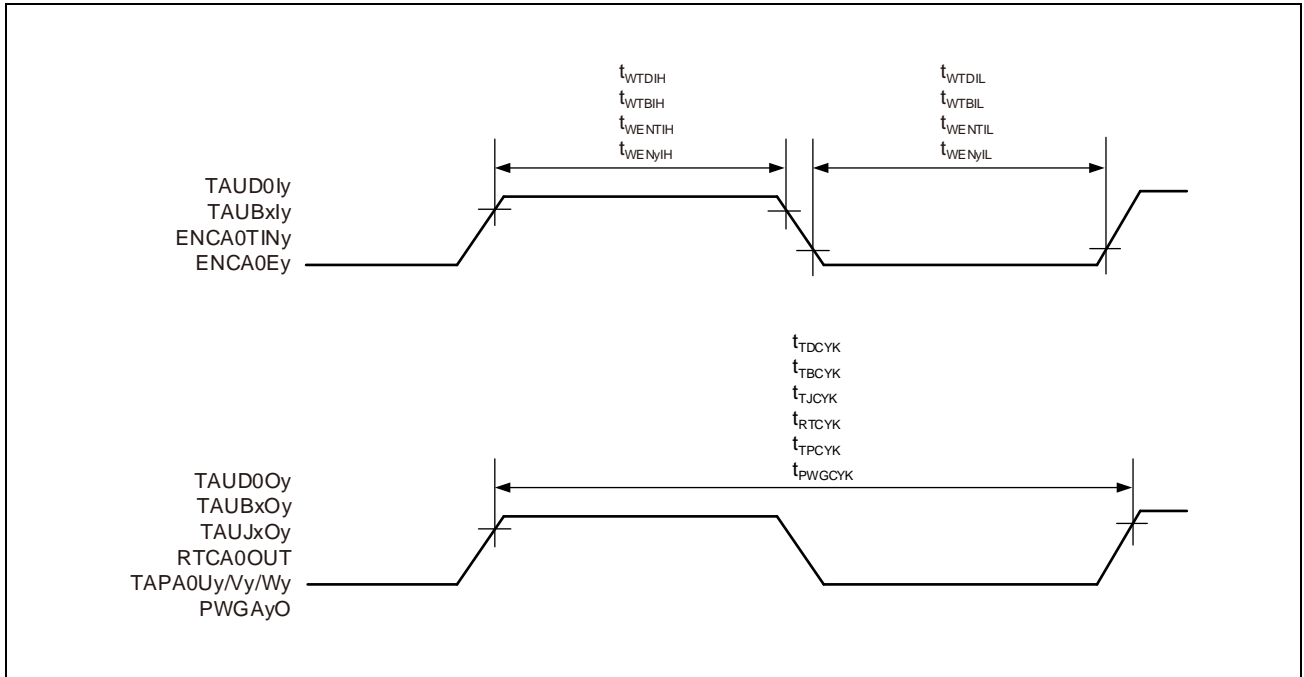 tWTDIH
tWTBIH
tWENTIH
tWENyIH
tWTDIL
tWTBIL
tWENTIL
tWENyIL
TAUD0Iy
TAUBxIy
ENCA0TINy
ENCA0Ey
tTDCYK
tTBCYK
tTJCYK
tRTCYK
tTPCYK
tPWGCYK
TAUD0Oy
TAUBxOy
TAUJxOy
RTCA0OUT
TAPA0Uy/Vy/Wy
PWGAyO